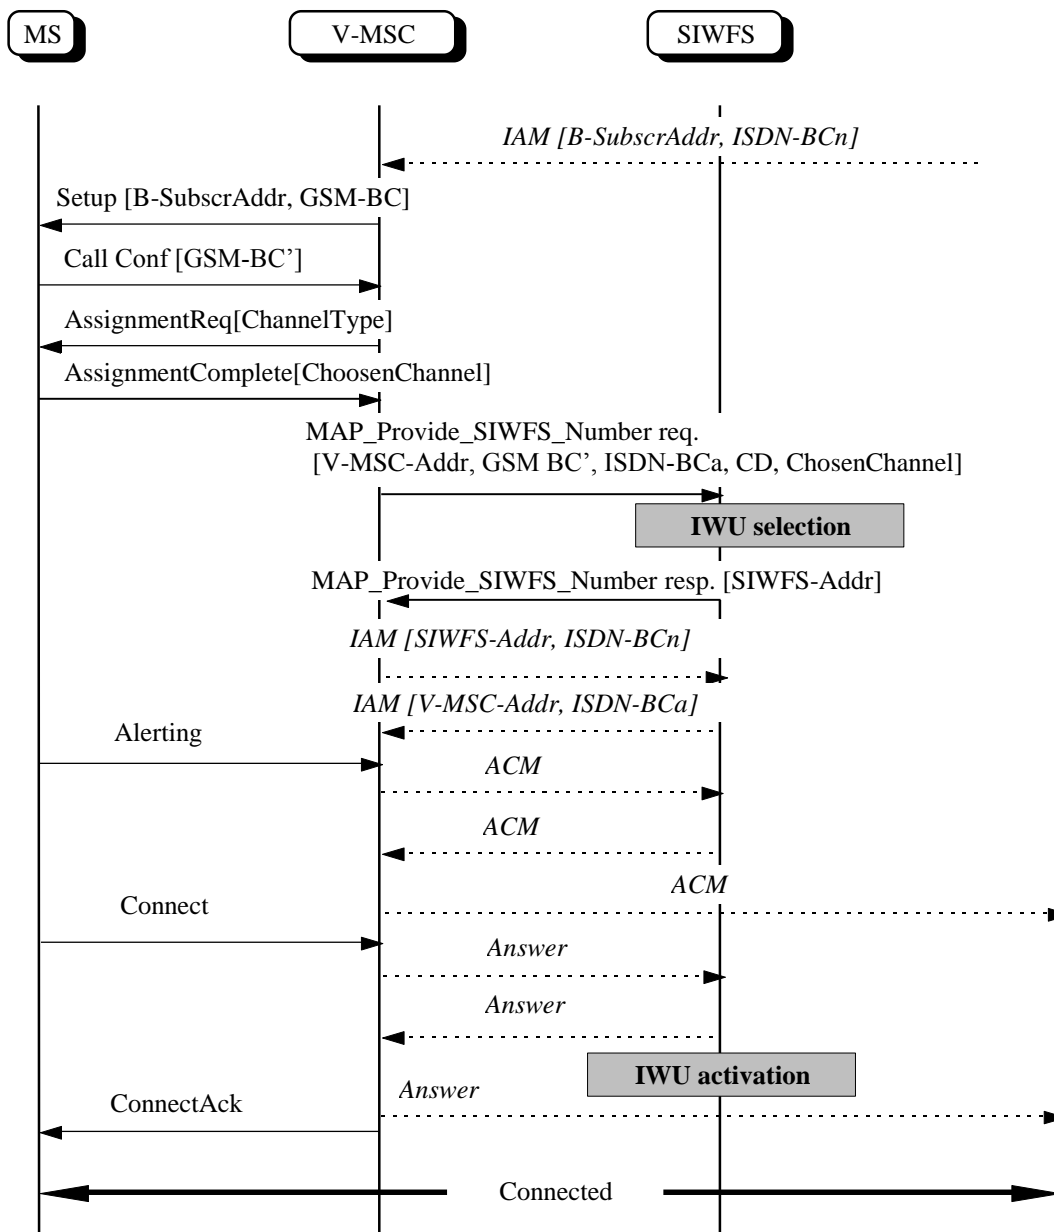 MS
V-MSC
SIWFS
IAM [B-SubscrAddr, ISDN-BCn]
Setup [B-SubscrAddr, GSM-BC]
Call Conf [GSM-BC’]
AssignmentReq[ChannelType]
AssignmentComplete[ChoosenChannel]
MAP_Provide_SIWFS_Number req.
[V-MSC-Addr, GSM BC’, ISDN-BCa, CD, ChosenChannel]
IWU selection
MAP_Provide_SIWFS_Number resp. [SIWFS-Addr]
IAM [SIWFS-Addr, ISDN-BCn]
IAM [V-MSC-Addr, ISDN-BCa]
Alerting
ACM
ACM
ACM
Connect
Answer
Answer
IWU activation
Answer
ConnectAck
Connected